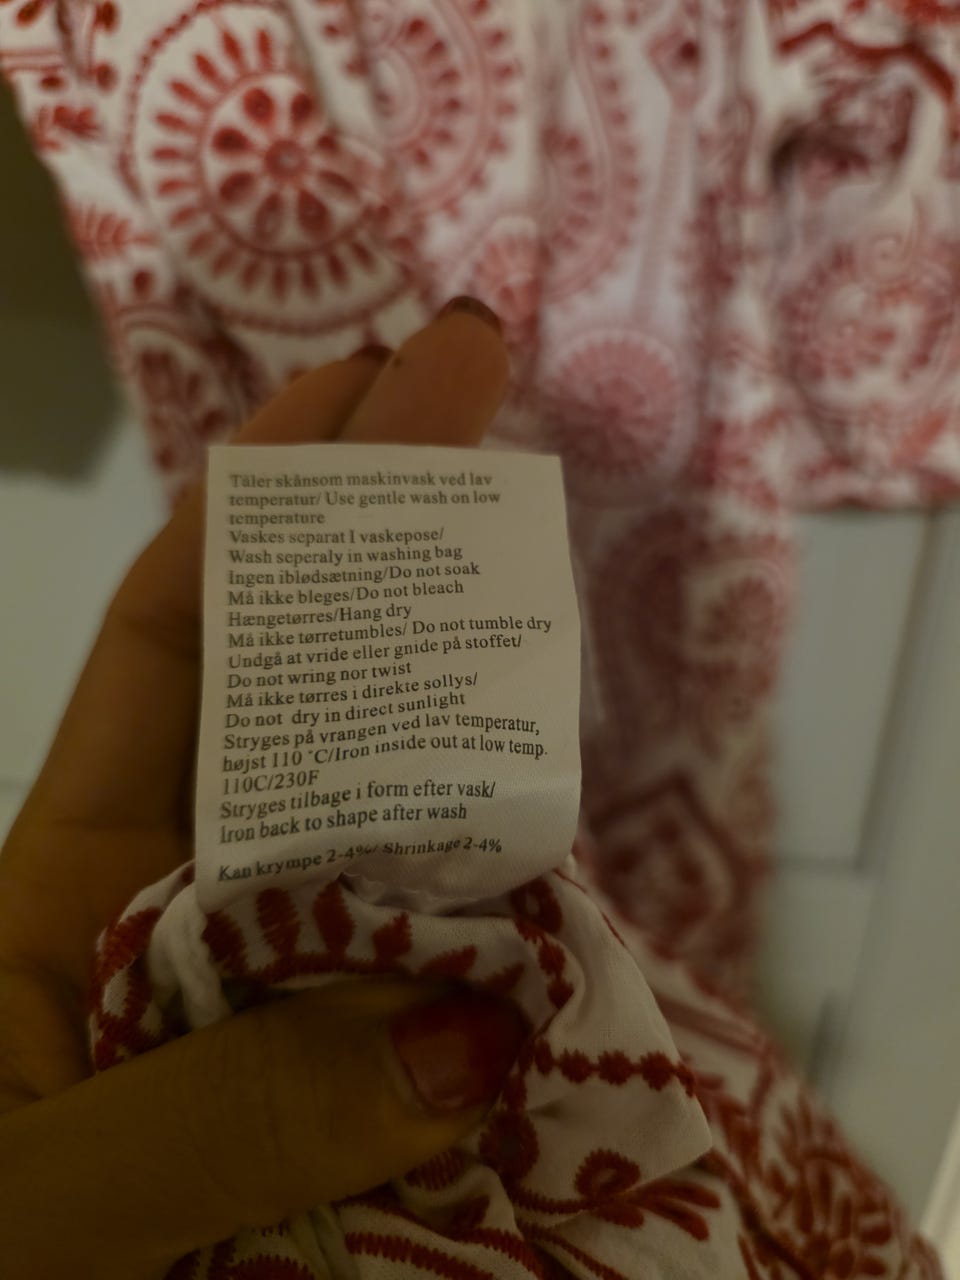 Tåler skånsom maskinvask ved lav
temperatur/ Use gentle wash on low
temperature
Vaskes separat I vaskepose/
Wash seperaly in washing bag
Ingen iblødsætning/Do not soak
Må ikke bleges/Do not bleach
Hængetørres/Hang dry
Må ikke tørretumbles/ Do not tumble dry
Undgå at vride eller gnide på stoffet/
Do not wring nor twist
Må ikke tørres i direkte sollys/
Do not dry in direct sunlight
Stryges på vrangen ved lav temperatur,
højst 110 °C/Iron inside out at low temp.
110C/230F
Stryges tilbage i form efter vask/
Iron back to shape after wash
Kan krympe 2-4%/ Shrinkage 2-4%